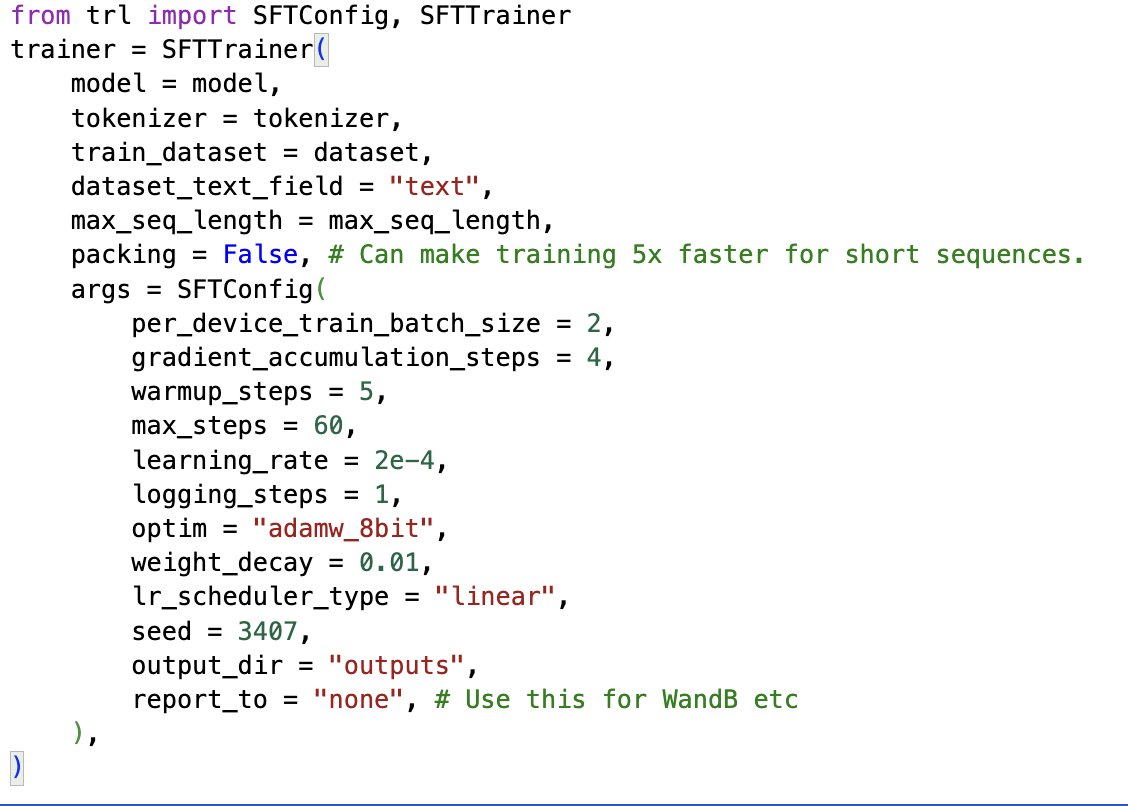 from trl import SFTConfig, SFTTrainer
trainer = SFTTrainer(
    model = model,
    tokenizer = tokenizer,
    train_dataset = dataset,
    dataset_text_field = "text",
    max_seq_length = max_seq_length,
    packing = False, # Can make training 5x faster for short sequences.
    args = SFTConfig(
        per_device_train_batch_size = 2,
        gradient_accumulation_steps = 4,
        warmup_steps = 5,
        max_steps = 60,
        learning_rate = 2e-4,
        logging_steps = 1,
        optim = "adamw_8bit",
        weight_decay = 0.01,
        lr_scheduler_type = "linear",
        seed = 3407,
        output_dir = "outputs",
        report_to = "none", # Use this for WandB etc
    ),
)